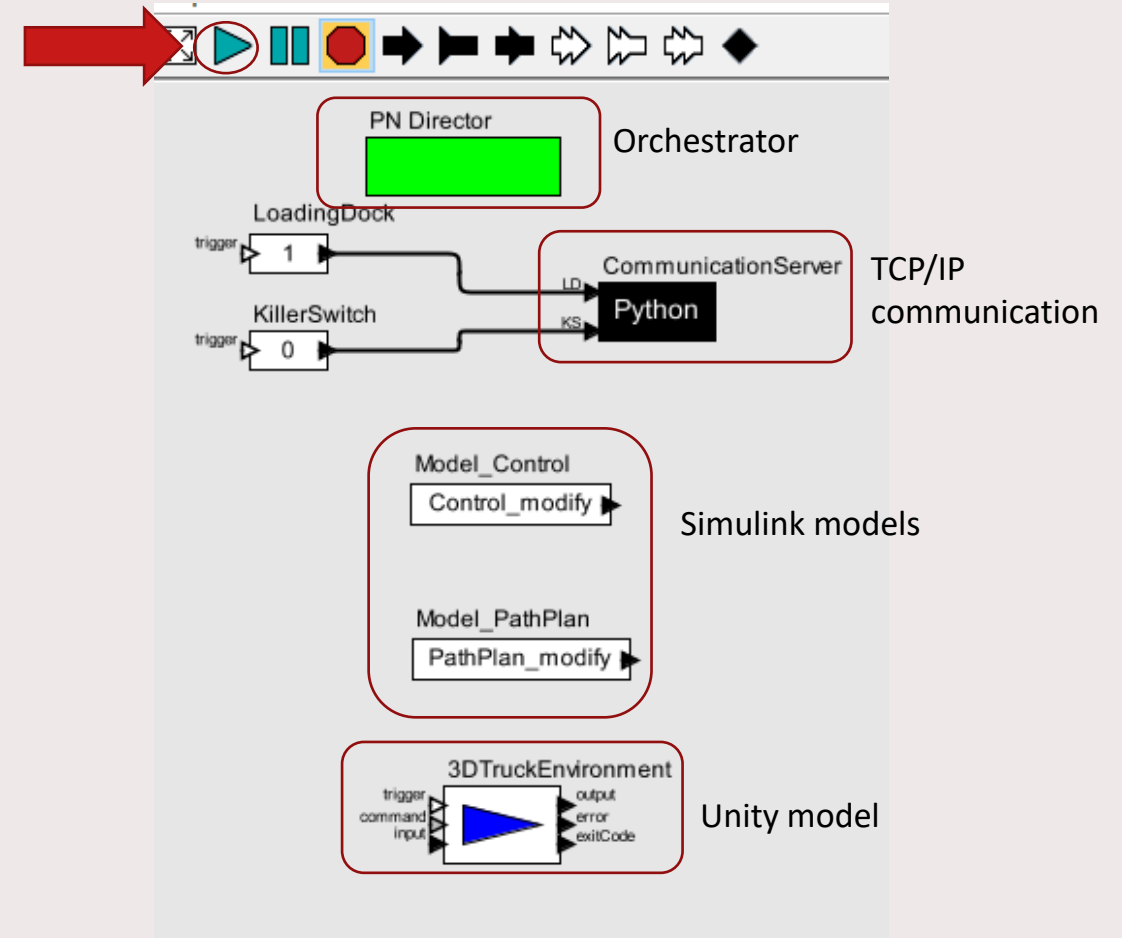 PN Director
Orchestrator
LoadingDock
trigger
1
CommunicationServer
TCP/IP
communication
LD
Python
KS
KillerSwitch
trigger
0
Model_Control
Control_modify
Simulink models
Model_PathPlan
PathPlan_modify
3DTruckEnvironment
trigger
command
input
output
error
exitCode
Unity model